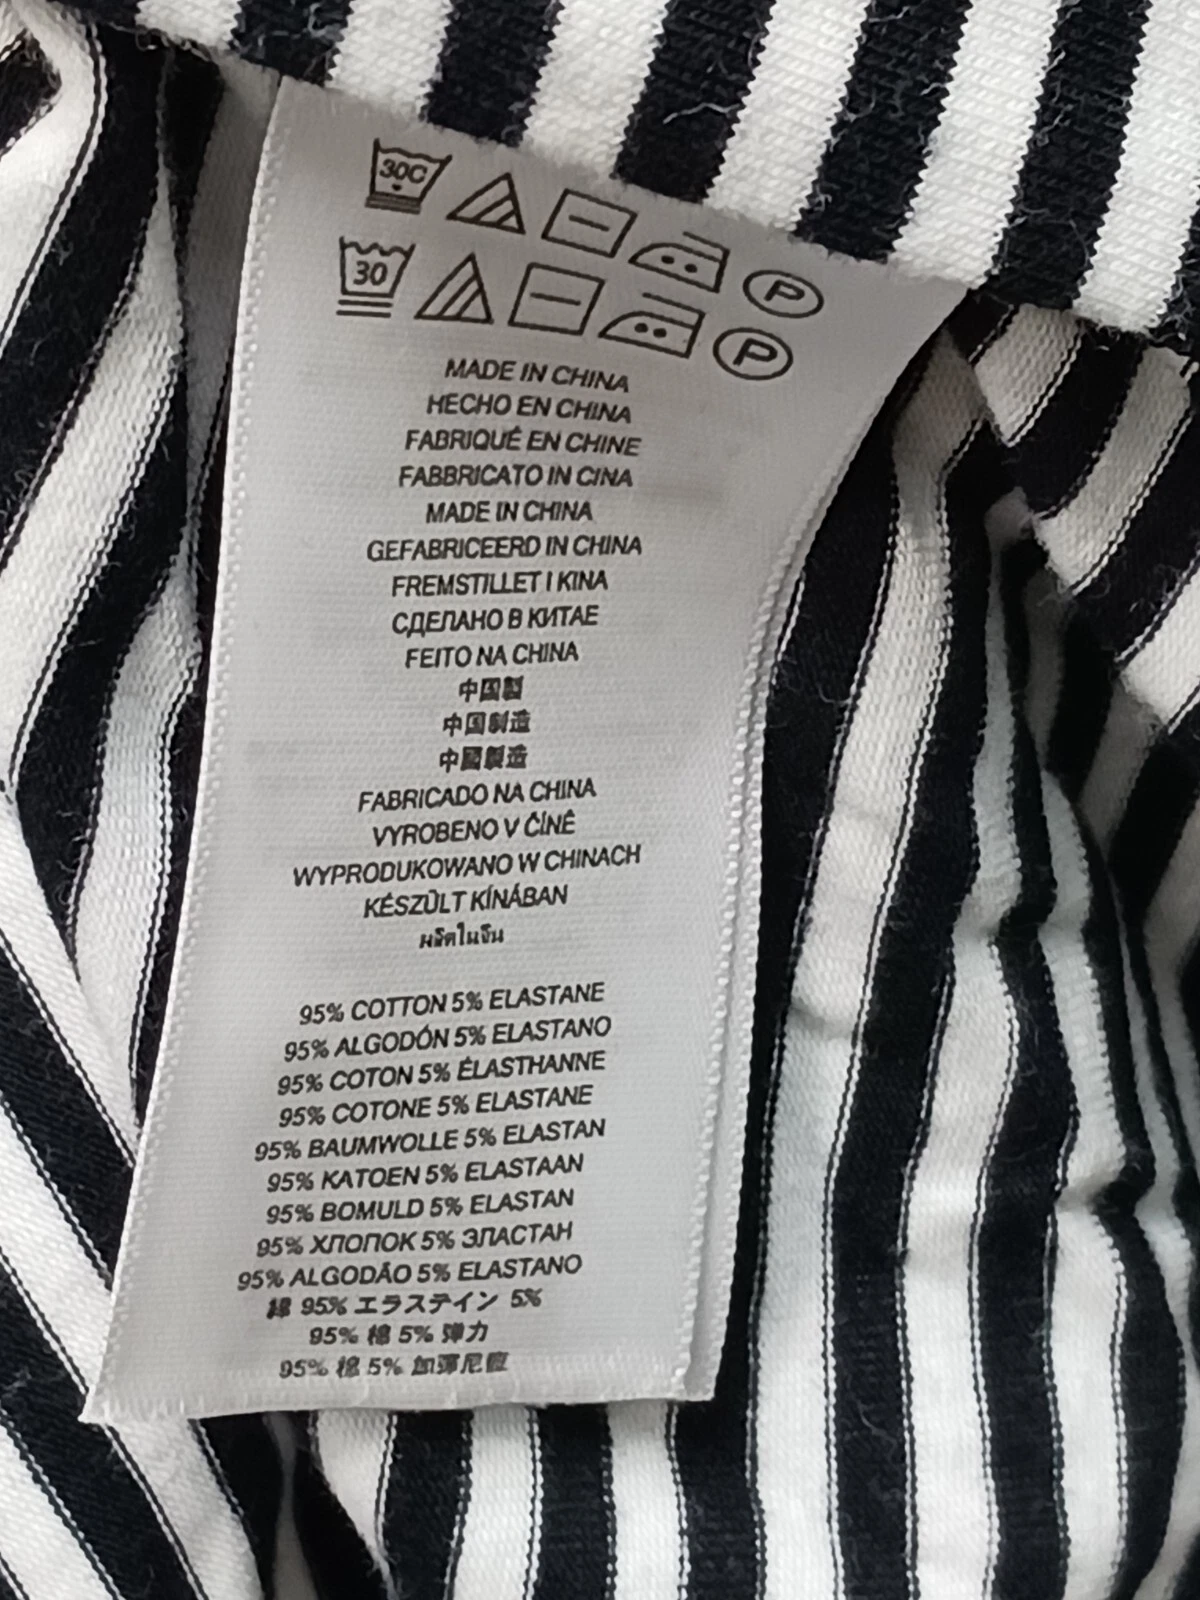 30C
P
30
P
MADE IN CHINA
HECHO EN CHINA
FABRIQUÉ EN CHINE
FABBRICATO IN CINA
MADE IN CHINA
GEFABRICEERD IN CHINA
FREMSTILLET I KINA
СДЕЛАНО В КИТАЕ
FEITO NA CHINA
中国製
中国制造
中國製造
FABRICADO NA CHINA
VYROBENO V ČÍNĚ
WYPRODUKOWANO W CHINACH
KÉSZÜLT KÍNÁBAN
ผลิตในจีน
95% COTTON 5% ELASTANE
95% ALGODÓN 5% ELASTANO
95% COTON 5% ÉLASTHANNE
95% COTONE 5% ELASTANE
95% BAUMWOLLE 5% ELASTAN
95% KATOEN 5% ELASTAAN
95% BOMULD 5% ELASTAN
95% ХЛОПОК 5% ЭЛАСТАН
95% ALGODÃO 5% ELASTANO
綿 95% エラステイン 5%
95% 棉 5% 弹力
95% 棉 5%